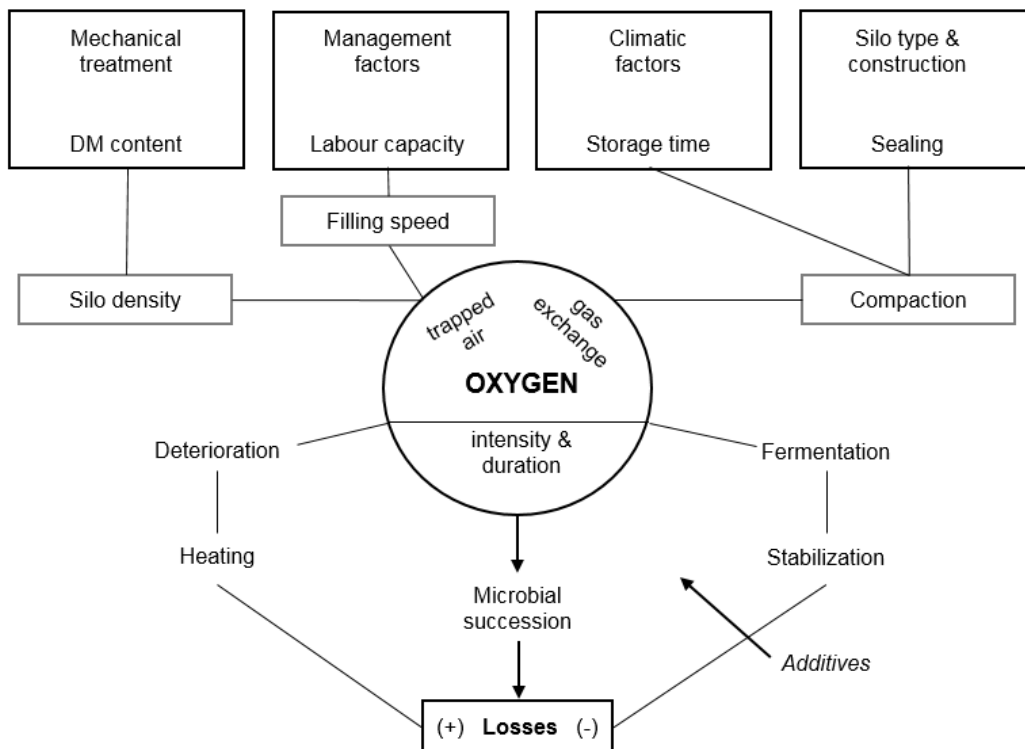 Mechanical
treatment
DM content
Management
factors
Labour capacity
Climatic
factors
Storage time
Silo type &
construction
Sealing
Filling speed
Silo density
Compaction
trapped
air
gas
exchange
OXYGEN
intensity &
duration
Deterioration
Fermentation
Heating
Stabilization
Microbial
succession
Additives
(+) Losses (-)